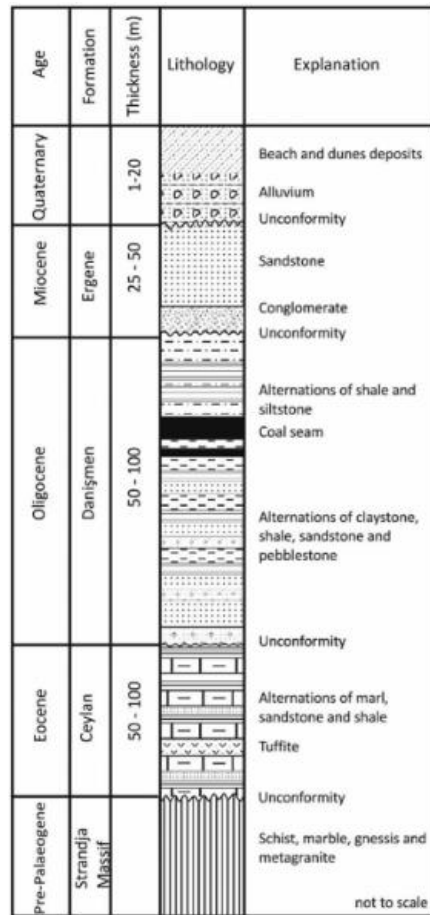 Age
Formation
Thickness (m)
Lithology
Explanation
Quaternary
1-20
Beach and dunes deposits
Alluvium
Unconformity
Miocene
Ergene
25 - 50
Sandstone
Conglomerate
Unconformity
Oligocene
Danişmen
50 - 100
Alternations of shale and
siltstone
Coal seam
Alternations of claystone,
shale, sandstone and
pebblestone
Unconformity
Eocene
Ceylan
50 - 100
Alternations of marl,
sandstone and shale
Tuffite
Unconformity
Pre-Palaeogene
Strandja
Massif
Schist, marble, gnessis and
metagranite
not to scale